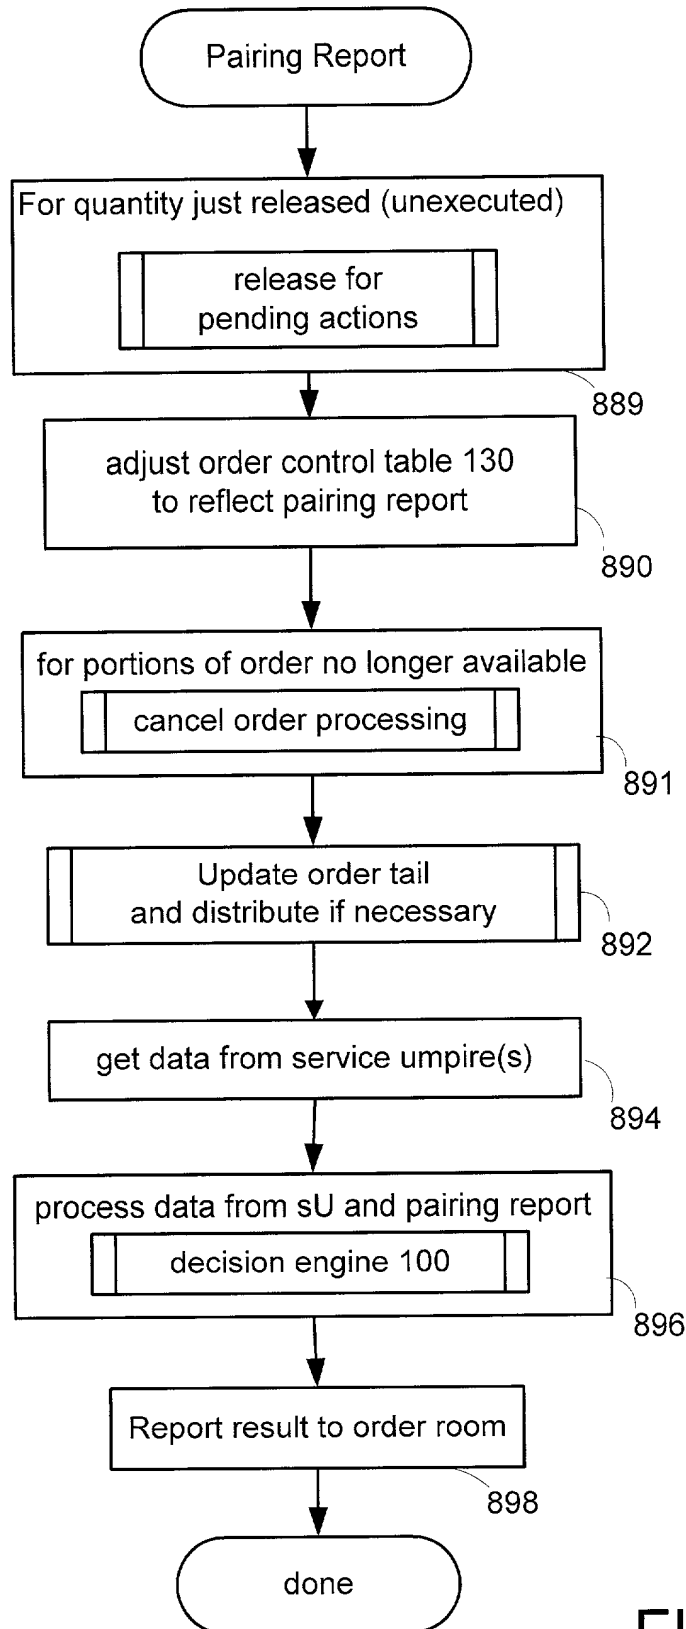 Pairing Report
For quantity just released (unexecuted)
release for
pending actions
889
adjust order control table 130
to reflect pairing report
890
for portions of order no longer available
cancel order processing
891
Update order tail
and distribute if necessary
892
get data from service umpire(s)
894
process data from sU and pairing report
decision engine 100
896
Report result to order room
898
done